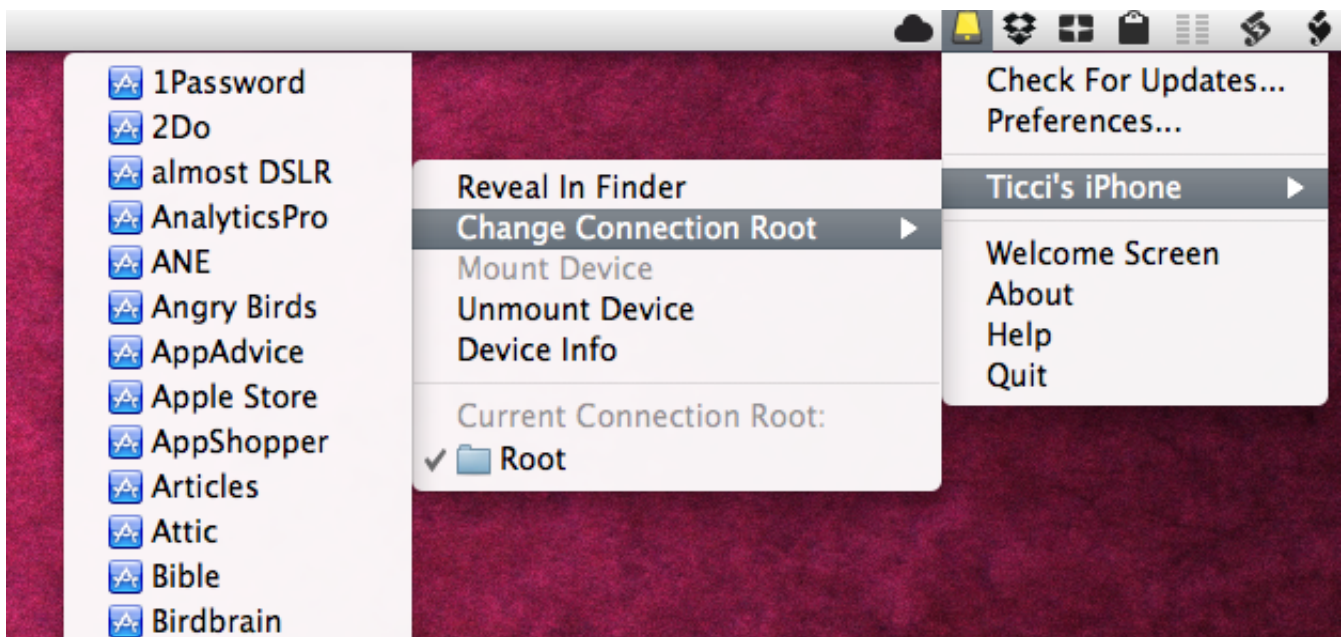 1Password
2Do
almost DSLR
AnalyticsPro
ANE
Angry Birds
AppAdvice
Apple Store
AppShopper
Articles
Attic
Bible
Birdbrain
Reveal In Finder
Change Connection Root
Mount Device
Unmount Device
Device Info
Current Connection Root:
Root
Check For Updates...
Preferences...
Ticci's iPhone
Welcome Screen
About
Help
Quit